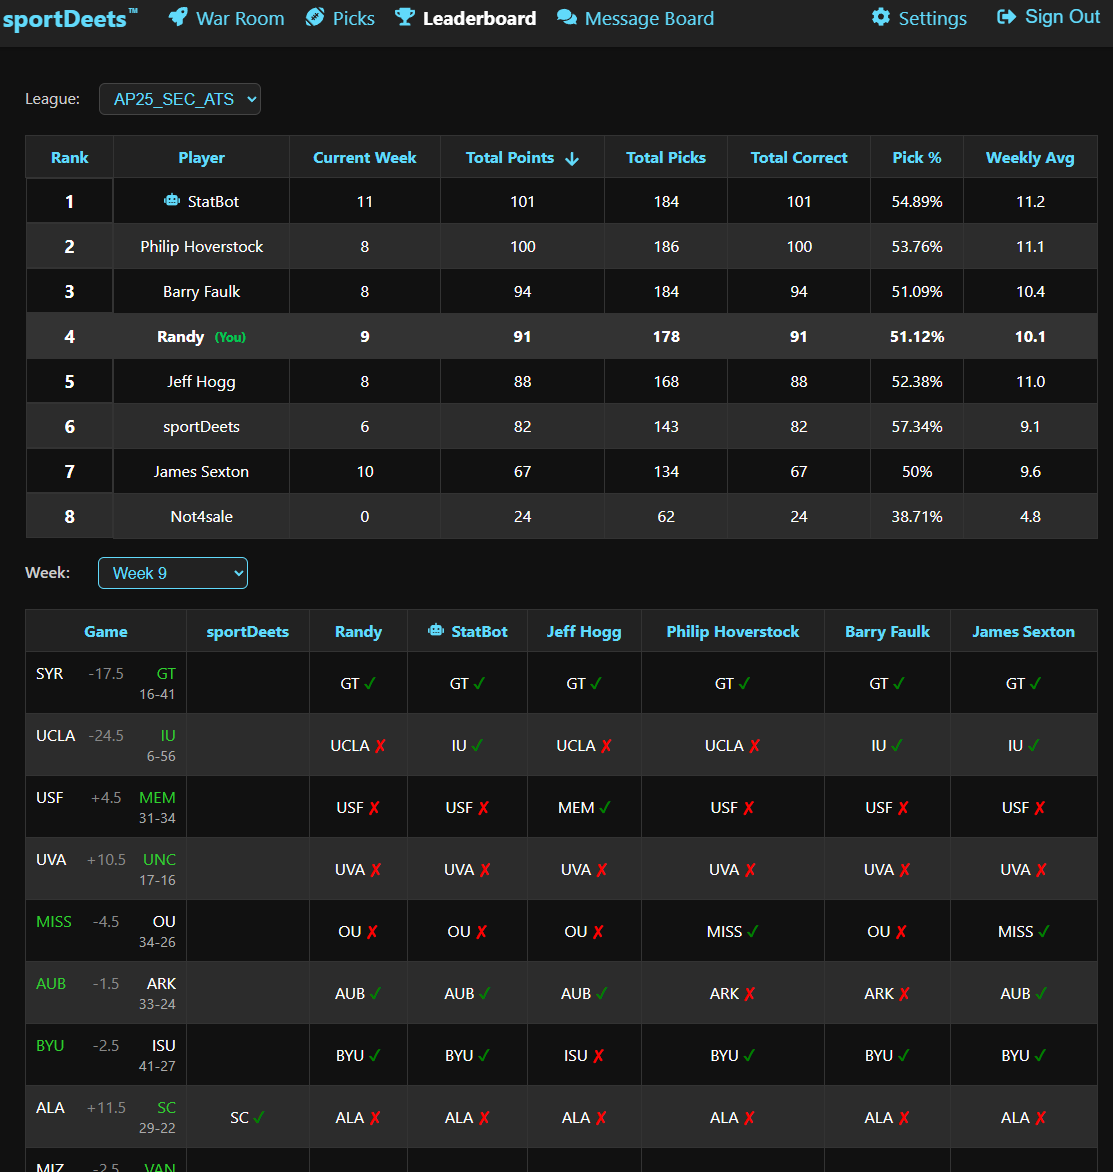 sportDeets™ War Room Picks Leaderboard Message Board Settings Sign Out
League: AP25_SEC_ATS
Rank Player Current Week Total Points Total Picks Total Correct Pick % Weekly Avg
1 StatBot 11 101 184 101 54.89% 11.2
2 Philip Hoverstock 8 100 186 100 53.76% 11.1
3 Barry Faulk 8 94 184 94 51.09% 10.4
4 Randy (You) 9 91 178 91 51.12% 10.1
5 Jeff Hogg 8 88 168 88 52.38% 11.0
6 sportDeets 6 82 143 82 57.34% 9.1
7 James Sexton 10 67 134 67 50% 9.6
8 Not4sale 0 24 62 24 38.71% 4.8
Week: Week 9
Game sportDeets Randy StatBot Jeff Hogg Philip Hoverstock Barry Faulk James Sexton
SYR -17.5 GT
16-41
GT ✓ GT ✓ GT ✓ GT ✓ GT ✓ GT ✓
UCLA -24.5 IU
6-56
UCLA ✗ IU ✓ UCLA ✗ UCLA ✗ IU ✓ IU ✓
USF +4.5 MEM
31-34
USF ✗ USF ✗ MEM ✓ USF ✗ USF ✗ USF ✗
UVA +10.5 UNC
17-16
UVA ✗ UVA ✗ UVA ✗ UVA ✗ UVA ✗ UVA ✗
MISS -4.5 OU
34-26
OU ✗ OU ✗ OU ✗ MISS ✓ OU ✗ MISS ✓
AUB -1.5 ARK
33-24
AUB ✓ AUB ✓ AUB ✓ ARK ✗ ARK ✗ AUB ✓
BYU -2.5 ISU
41-27
BYU ✓ BYU ✓ ISU ✗ BYU ✓ BYU ✓ BYU ✓
ALA +11.5 SC
29-22
SC ✓ ALA ✗ ALA ✗ ALA ✗ ALA ✗ ALA ✗ ALA ✗
MIZ -2.5 VAN